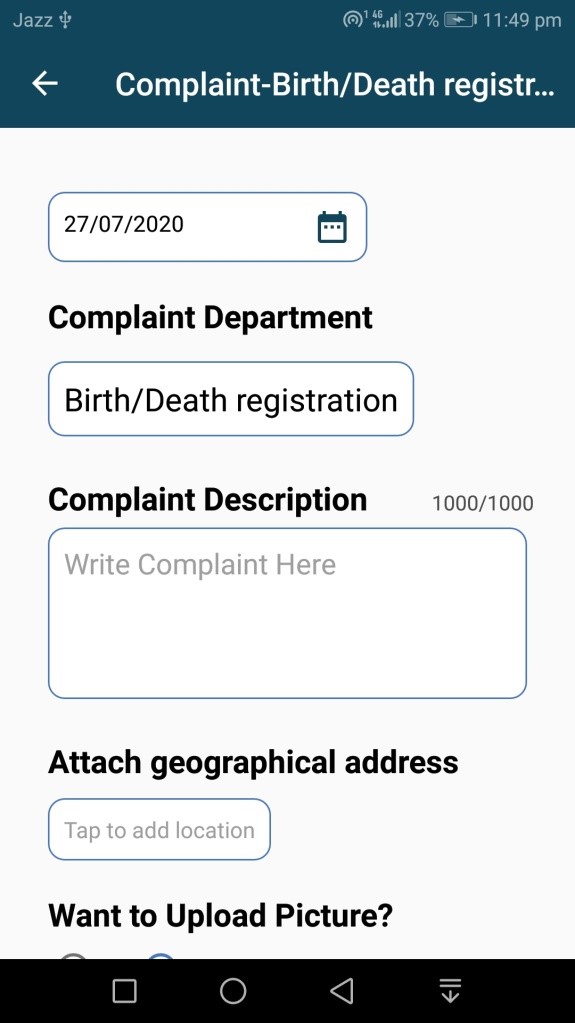 Jazz 1 4G 37% 11:49 pm
Complaint-Birth/Death registr...
27/07/2020
Complaint Department
Birth/Death registration
Complaint Description 1000/1000
Write Complaint Here
Attach geographical address
Tap to add location
Want to Upload Picture?